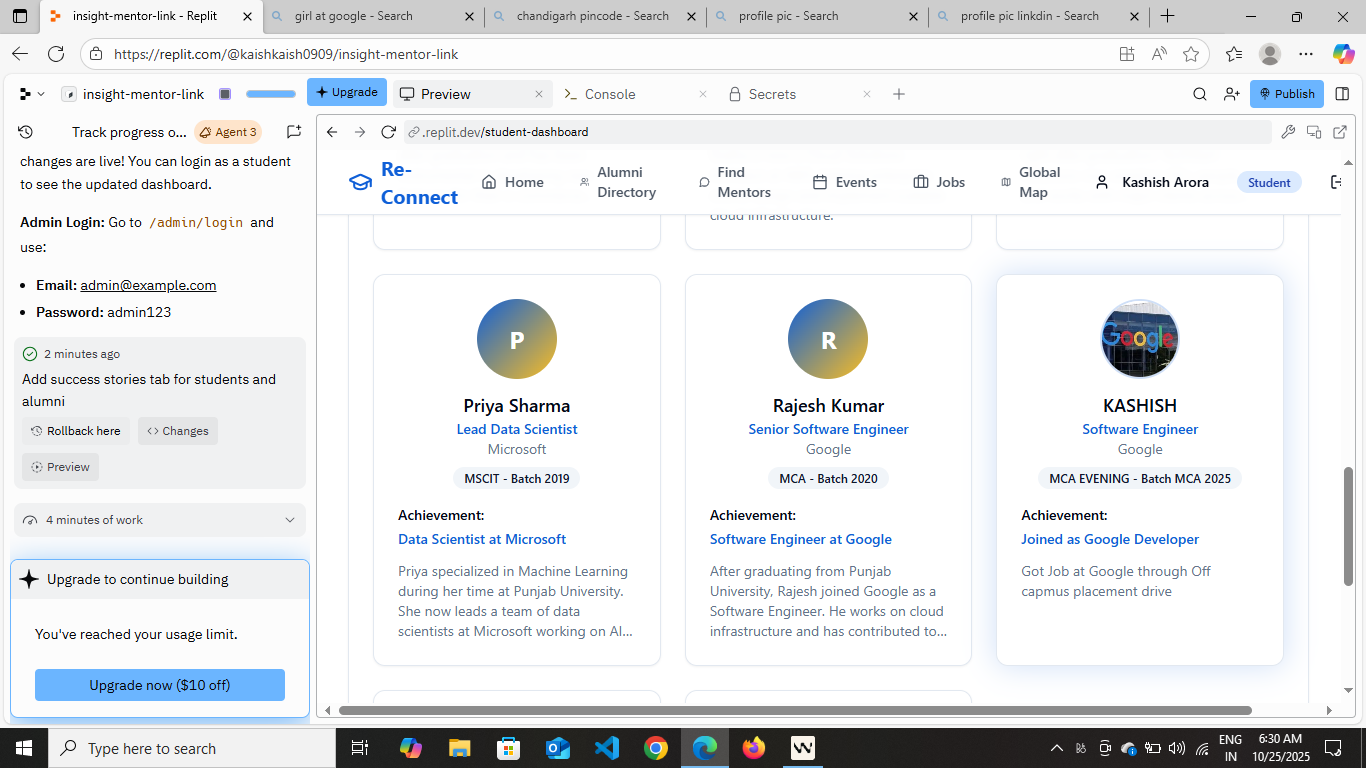 insight-mentor-link - Replit
girl at google - Search
chandigarh pincode - Search
profile pic - Search
profile pic linkdin - Search
https://replit.com/@kaishkaish0909/insight-mentor-link
insight-mentor-link
Upgrade
Preview
Console
Secrets
Publish
Track progress o...
Agent 3
.replit.dev/student-dashboard
changes are live! You can login as a student
to see the updated dashboard.
Admin Login: Go to /admin/login and
use:
• Email: admin@example.com
• Password: admin123
2 minutes ago
Add success stories tab for students and
alumni
Rollback here
Changes
Preview
4 minutes of work
Upgrade to continue building
You've reached your usage limit.
Upgrade now ($10 off)
Re-
Connect
Home
Alumni
Directory
Find
Mentors
Events
Jobs
Global
Map
Kashish Arora
Student
cloud infrastructure.
P
Priya Sharma
Lead Data Scientist
Microsoft
MSCIT - Batch 2019
Achievement:
Data Scientist at Microsoft
Priya specialized in Machine Learning
during her time at Punjab University.
She now leads a team of data
scientists at Microsoft working on AI...
R
Rajesh Kumar
Senior Software Engineer
Google
MCA - Batch 2020
Achievement:
Software Engineer at Google
After graduating from Punjab
University, Rajesh joined Google as a
Software Engineer. He works on cloud
infrastructure and has contributed to...
Google
KASHISH
Software Engineer
Google
MCA EVENING - Batch MCA 2025
Achievement:
Joined as Google Developer
Got Job at Google through Off
capmus placement drive
Type here to search
ENG
IN
6:30 AM
10/25/2025